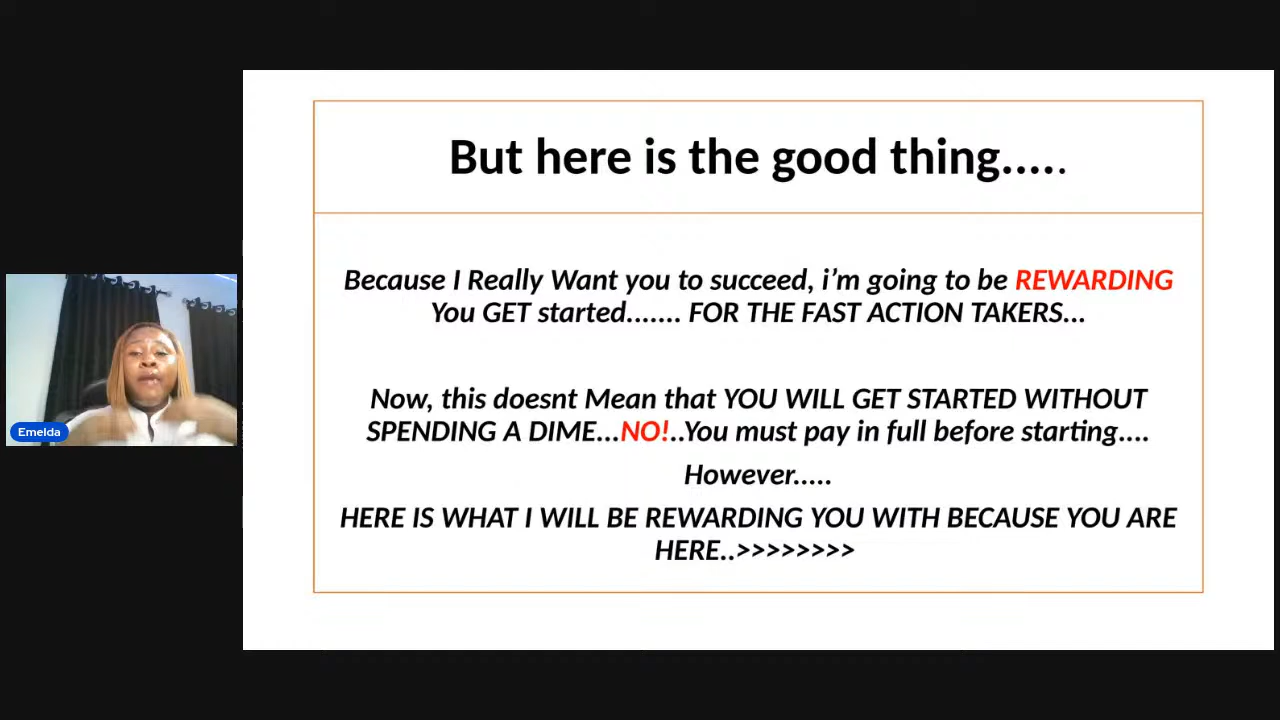 But here is the good thing.....
Because I Really Want you to succeed, i’m going to be REWARDING
You GET started....... FOR THE FAST ACTION TAKERS...
Now, this doesnt Mean that YOU WILL GET STARTED WITHOUT
SPENDING A DIME...NO!..You must pay in full before starting....
However.....
HERE IS WHAT I WILL BE REWARDING YOU WITH BECAUSE YOU ARE
HERE..>>>>>>>>
Emelda